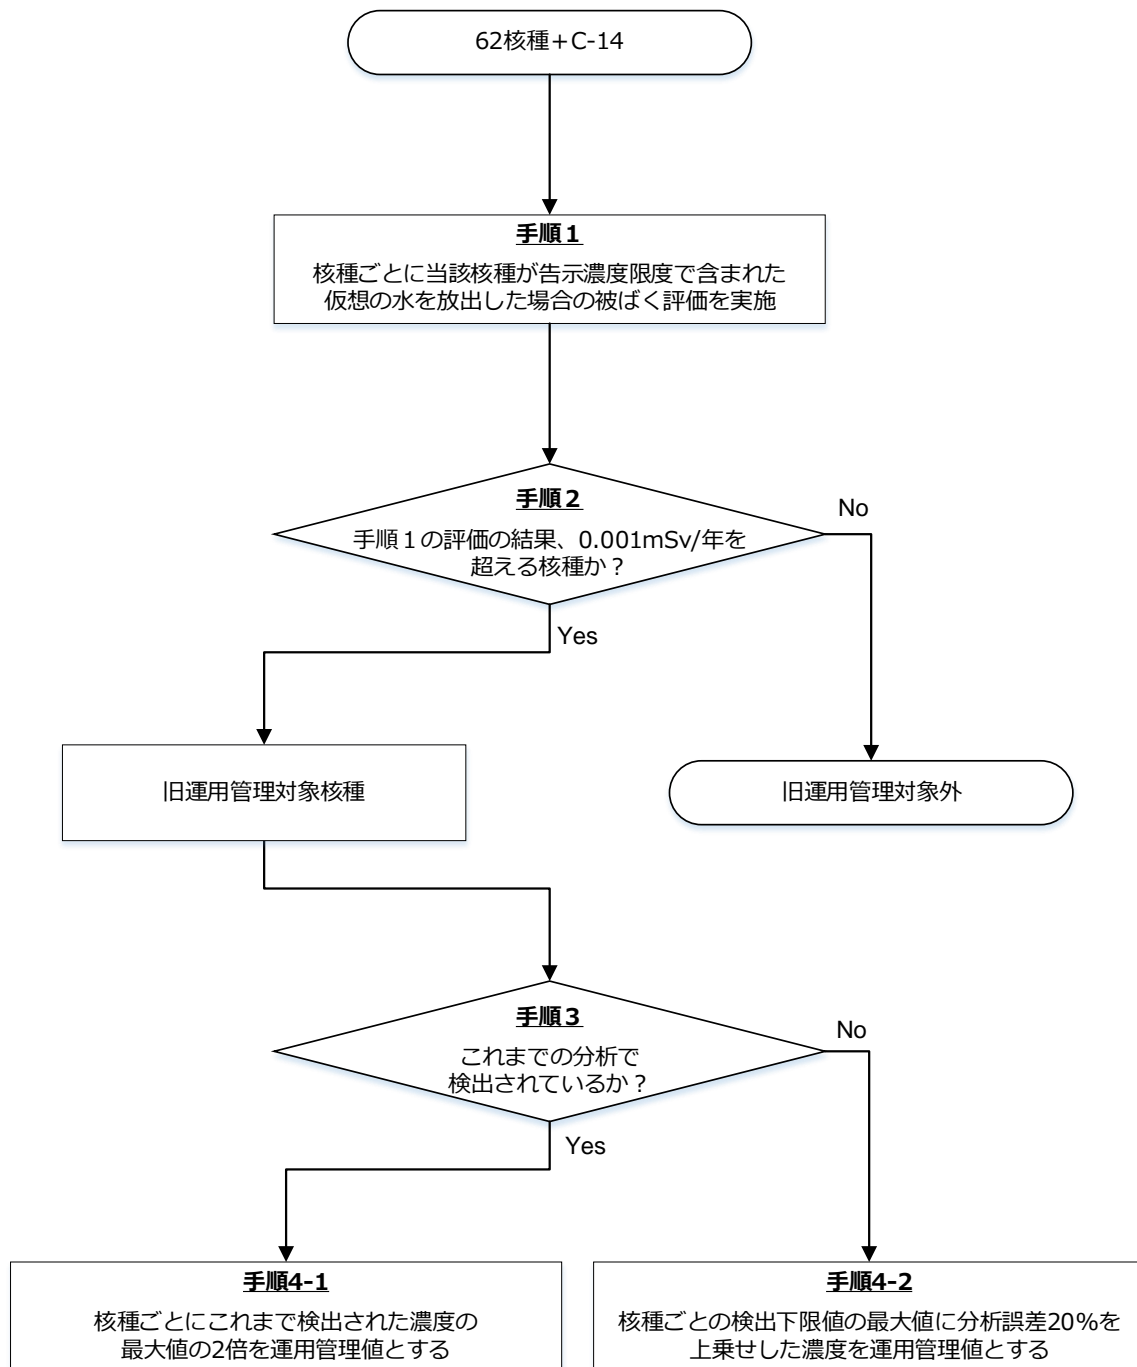 62核種＋C-14
手順１
核種ごとに当該核種が告示濃度限度で含まれた
仮想の水を放出した場合の被ばく評価を実施
手順２
手順１の評価の結果、0.001mSv/年を
超える核種か？
No
Yes
旧運用管理対象核種
旧運用管理対象外
手順３
これまでの分析で
検出されているか？
No
Yes
手順4-1
核種ごとにこれまで検出された濃度の
最大値の2倍を運用管理値とする
手順4-2
核種ごとの検出下限値の最大値に分析誤差20％を
上乗せした濃度を運用管理値とする